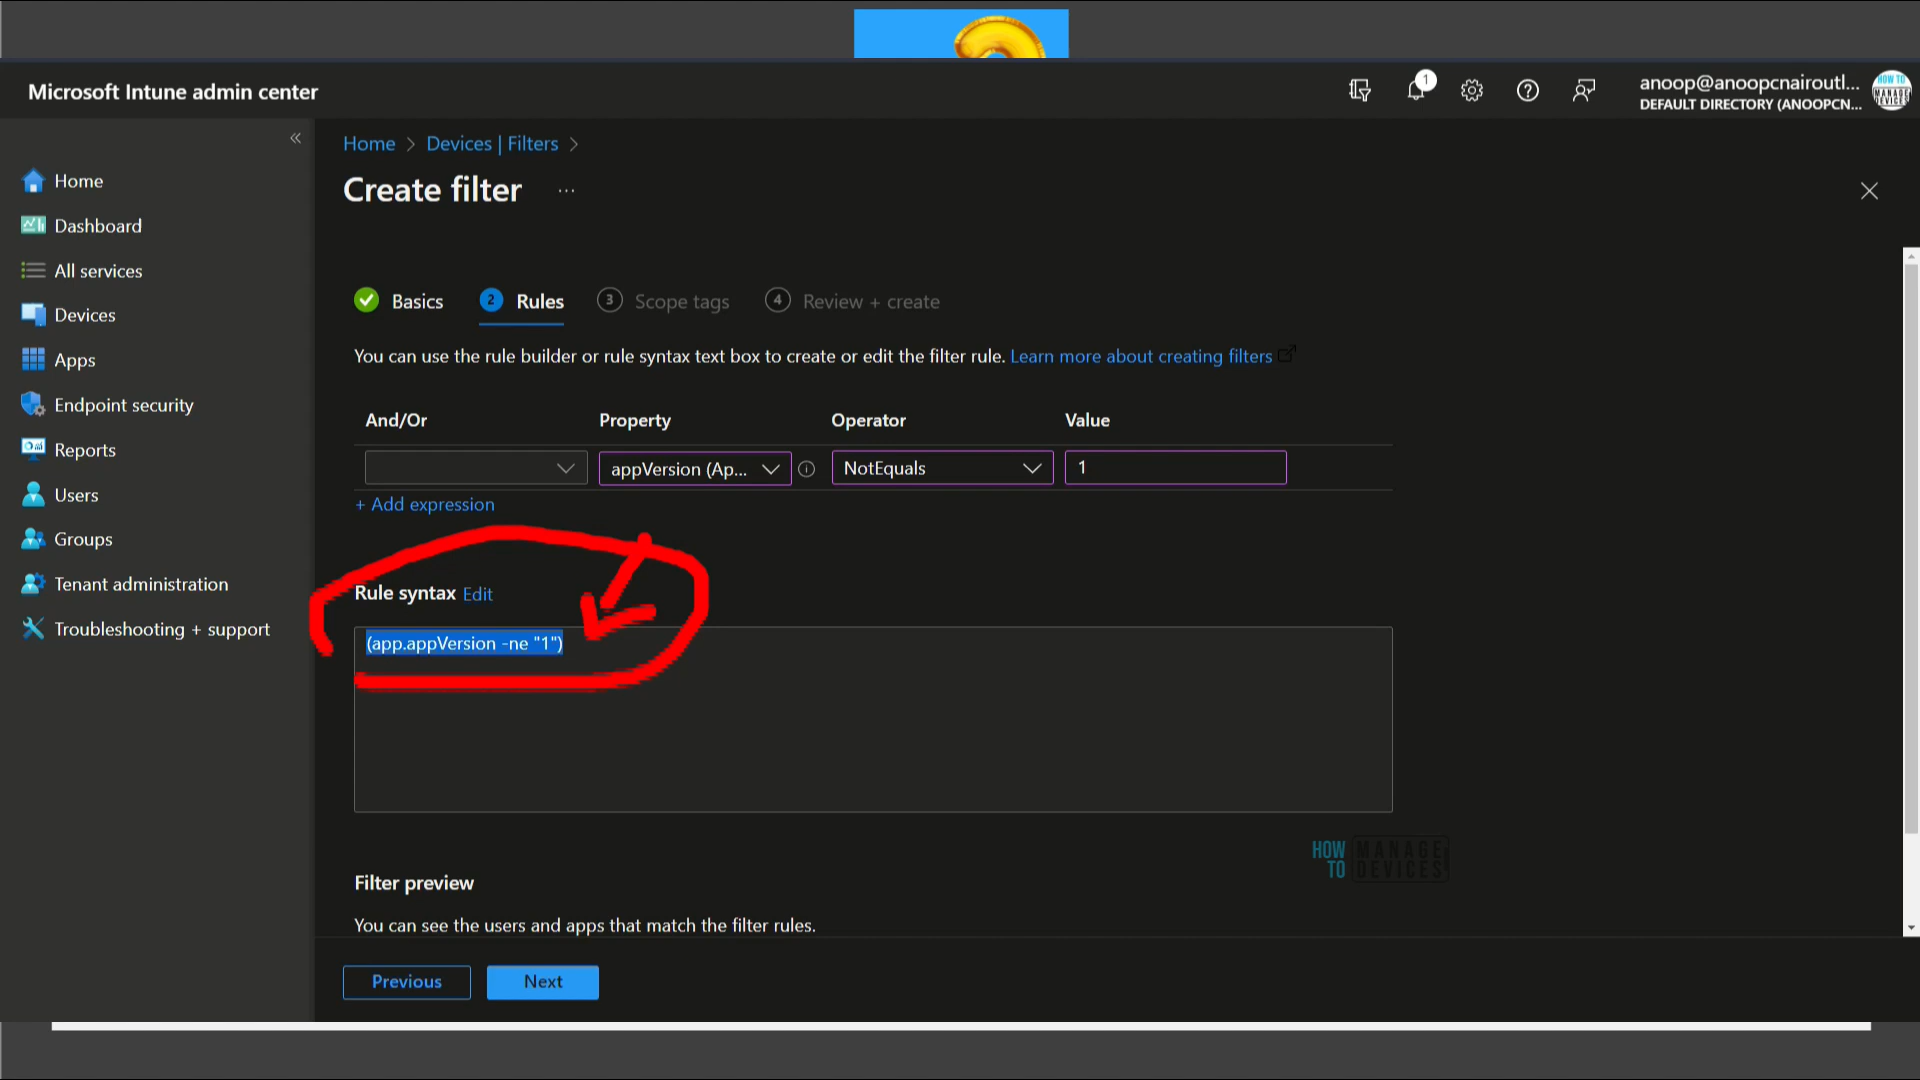 Microsoft Intune admin center
1
anoop@anoopcnairoutl...
DEFAULT DIRECTORY (ANOOPCN...
HOW TO
MANAGE
DEVICES
Home
Dashboard
All services
Devices
Apps
Endpoint security
Reports
Users
Groups
Tenant administration
Troubleshooting + support
Home > Devices | Filters >
Create filter ...
Basics 2 Rules 3 Scope tags 4 Review + create
You can use the rule builder or rule syntax text box to create or edit the filter rule. Learn more about creating filters
And/Or Property Operator Value
appVersion (Ap... NotEquals 1
+ Add expression
Rule syntax Edit
(app.appVersion -ne "1")
HOW MANAGE
TO DEVICES
Filter preview
You can see the users and apps that match the filter rules.
Previous Next